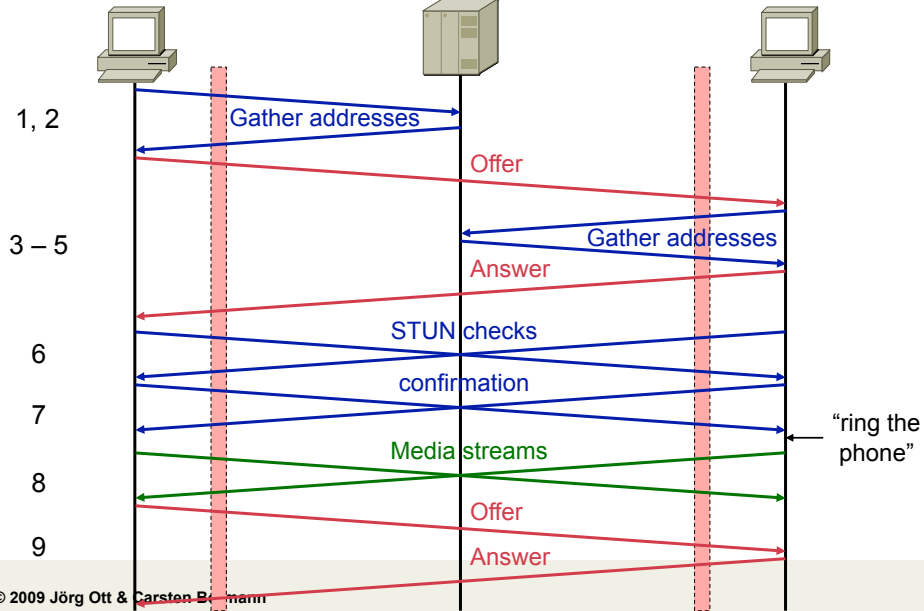 1, 2
Gather addresses
Offer
3 – 5
Gather addresses
Answer
STUN checks
6
confirmation
7
“ring the
phone”
Media streams
8
Offer
9
Answer
© 2009 Jörg Ott & Carsten